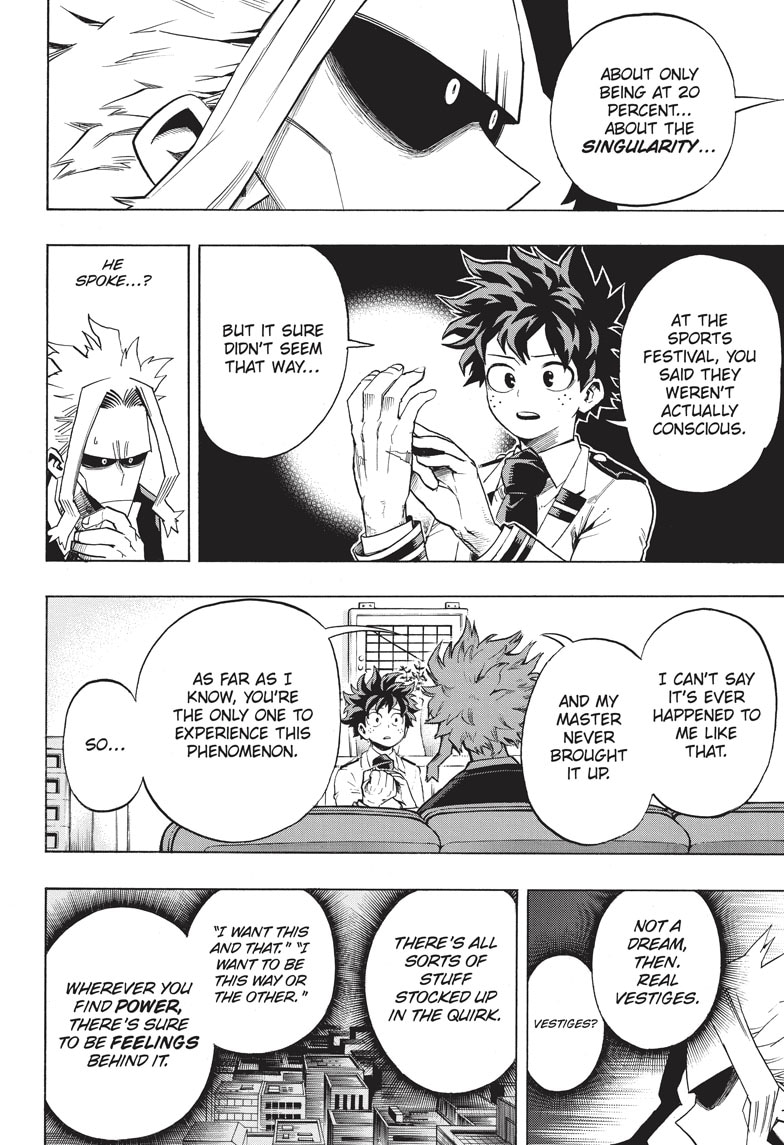 ABOUT ONLY
BEING AT 20
PERCENT...
ABOUT THE
SINGULARITY...
AT THE
SPORTS
FESTIVAL, YOU
SAID THEY
WEREN'T
ACTUALLY
CONSCIOUS.
BUT IT SURE
DIDN'T SEEM
THAT WAY...
HE
SPOKE...?
I CAN'T SAY
IT'S EVER
HAPPENED TO
ME LIKE
THAT.
AND MY
MASTER
NEVER
BROUGHT
IT UP.
AS FAR AS I
KNOW, YOU'RE
THE ONLY ONE TO
EXPERIENCE THIS
PHENOMENON.
SO...
NOT A
DREAM,
THEN.
REAL
VESTIGES.
VESTIGES?
THERE'S ALL
SORTS OF
STUFF
STOCKED UP
IN THE QUIRK.
"I WANT THIS
AND THAT." "I
WANT TO BE
THIS WAY OR
THE OTHER."
WHEREVER YOU
FIND POWER,
THERE'S SURE
TO BE FEELINGS
BEHIND IT.